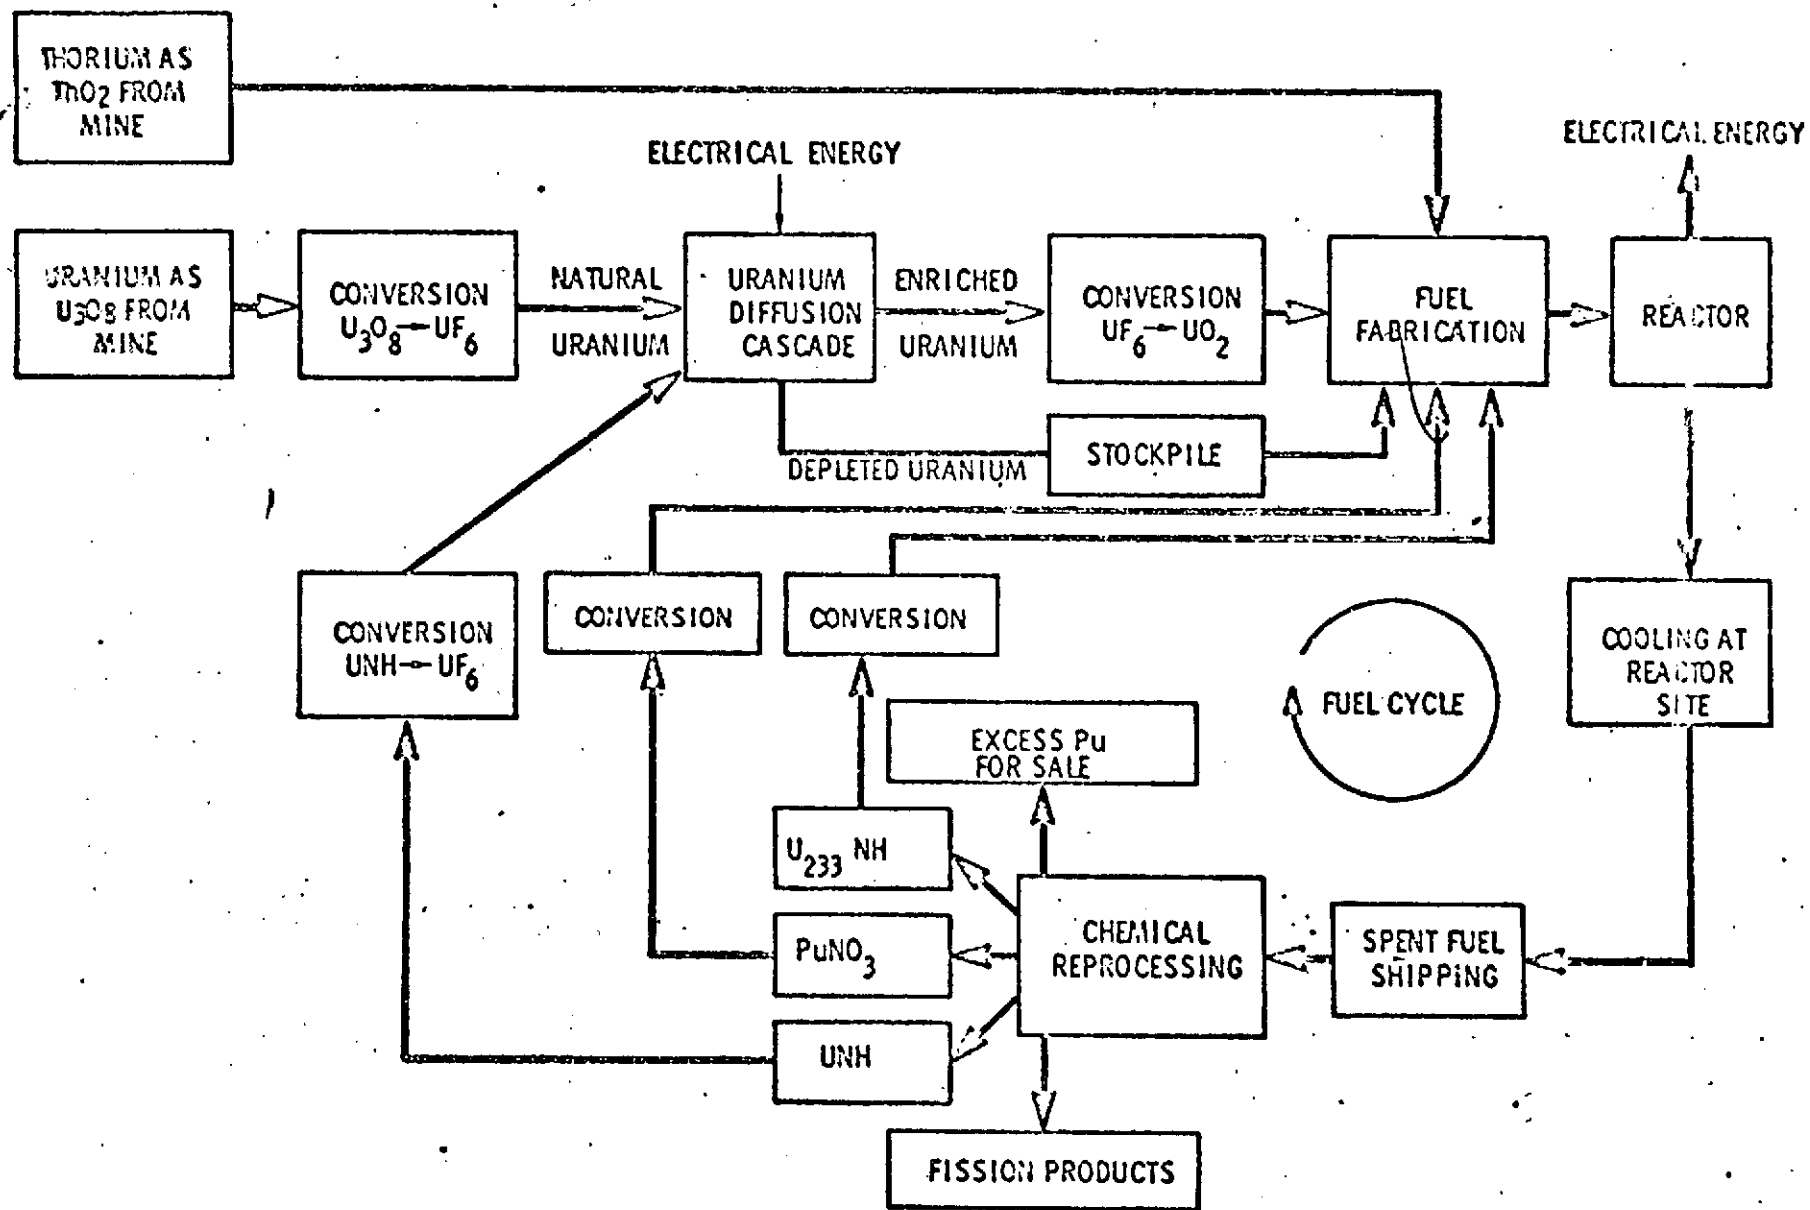 THORIUM AS
ThO₂ FROM
MINE
ELECTRICAL ENERGY
ELECTRICAL ENERGY
URANIUM AS
U₃O₈ FROM
MINE
CONVERSION
U₃O₈→UF₆
NATURAL
URANIUM
URANIUM
DIFFUSION
CASCADE
ENRICHED
URANIUM
CONVERSION
UF₆→UO₂
FUEL
FABRICATION
REACTOR
DEPLETED URANIUM
STOCKPILE
CONVERSION
UNH→UF₆
CONVERSION
CONVERSION
FUEL CYCLE
COOLING AT
REACTOR
SITE
EXCESS Pu
FOR SALE
U₂₃₃ NH
PuNO₃
UNH
CHEMICAL
REPROCESSING
SPENT FUEL
SHIPPING
FISSION PRODUCTS